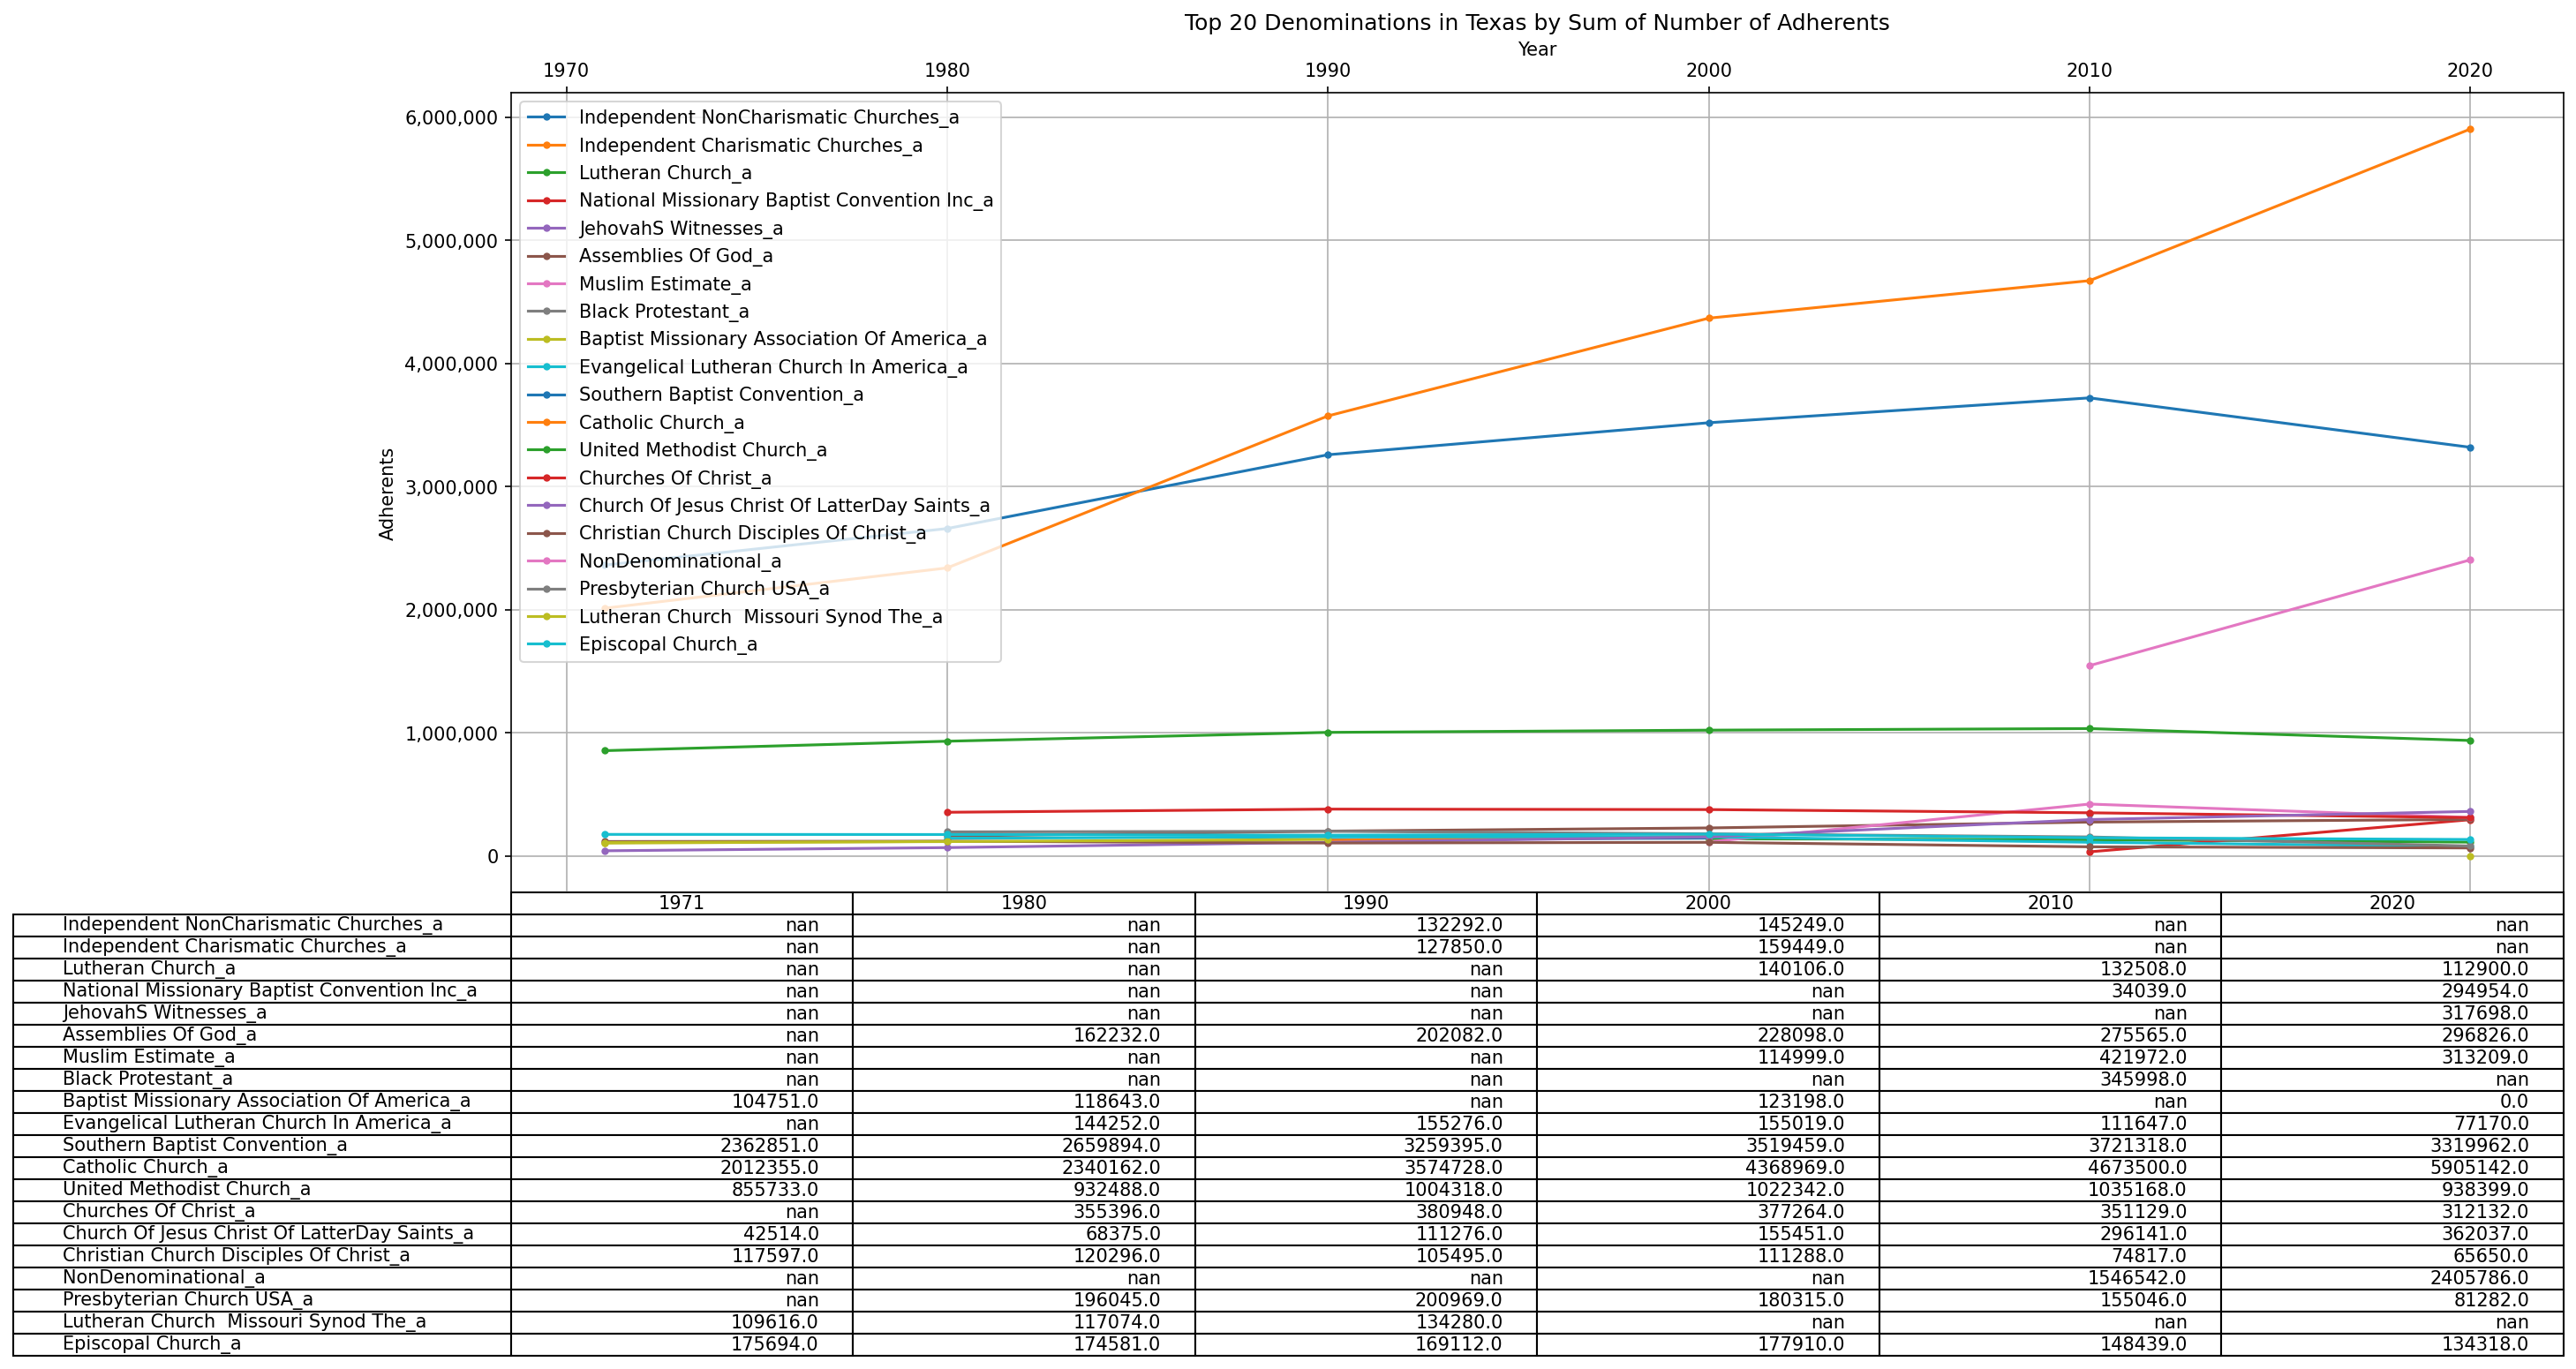 Top 20 Denominations in Texas by Sum of Number of Adherents
Year
1970 1980 1990 2000 2010 2020
6,000,000
5,000,000
4,000,000
3,000,000
2,000,000
1,000,000
0
Adherents
Independent NonCharismatic Churches_a
Independent Charismatic Churches_a
Lutheran Church_a
National Missionary Baptist Convention Inc_a
JehovahS Witnesses_a
Assemblies Of God_a
Muslim Estimate_a
Black Protestant_a
Baptist Missionary Association Of America_a
Evangelical Lutheran Church In America_a
Southern Baptist Convention_a
Catholic Church_a
United Methodist Church_a
Churches Of Christ_a
Church Of Jesus Christ Of LatterDay Saints_a
Christian Church Disciples Of Christ_a
NonDenominational_a
Presbyterian Church USA_a
Lutheran Church  Missouri Synod The_a
Episcopal Church_a
1971 1980 1990 2000 2010 2020
Independent NonCharismatic Churches_a nan nan 132292.0 145249.0 nan nan
Independent Charismatic Churches_a nan nan 127850.0 159449.0 nan nan
Lutheran Church_a nan nan nan 140106.0 132508.0 112900.0
National Missionary Baptist Convention Inc_a nan nan nan nan 34039.0 294954.0
JehovahS Witnesses_a nan nan nan nan nan 317698.0
Assemblies Of God_a nan 162232.0 202082.0 228098.0 275565.0 296826.0
Muslim Estimate_a nan nan nan 114999.0 421972.0 313209.0
Black Protestant_a nan nan nan nan 345998.0 nan
Baptist Missionary Association Of America_a 104751.0 118643.0 nan 123198.0 nan 0.0
Evangelical Lutheran Church In America_a nan 144252.0 155276.0 155019.0 111647.0 77170.0
Southern Baptist Convention_a 2362851.0 2659894.0 3259395.0 3519459.0 3721318.0 3319962.0
Catholic Church_a 2012355.0 2340162.0 3574728.0 4368969.0 4673500.0 5905142.0
United Methodist Church_a 855733.0 932488.0 1004318.0 1022342.0 1035168.0 938399.0
Churches Of Christ_a nan 355396.0 380948.0 377264.0 351129.0 312132.0
Church Of Jesus Christ Of LatterDay Saints_a 42514.0 68375.0 111276.0 155451.0 296141.0 362037.0
Christian Church Disciples Of Christ_a 117597.0 120296.0 105495.0 111288.0 74817.0 65650.0
NonDenominational_a nan nan nan nan 1546542.0 2405786.0
Presbyterian Church USA_a nan 196045.0 200969.0 180315.0 155046.0 81282.0
Lutheran Church  Missouri Synod The_a 109616.0 117074.0 134280.0 nan nan nan
Episcopal Church_a 175694.0 174581.0 169112.0 177910.0 148439.0 134318.0